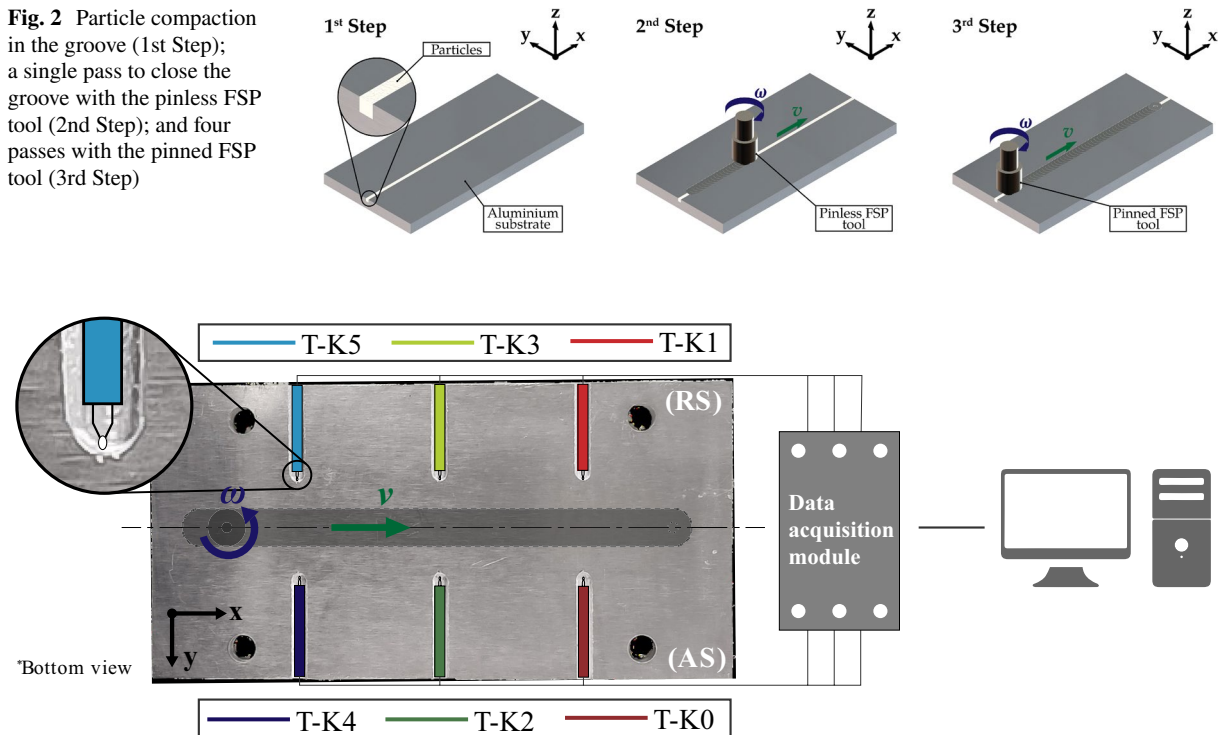 Fig. 2 Particle compaction
in the groove (1st Step);
a single pass to close the
groove with the pinless FSP
tool (2nd Step); and four
passes with the pinned FSP
tool (3rd Step)
1st Step
z
y
x
Particles
Aluminium
substrate
2nd Step
z
y
x
ω
v
Pinless FSP
tool
3rd Step
z
y
x
ω
v
Pinned FSP
tool
T-K5
T-K3
T-K1
(RS)
ω
v
Data
acquisition
module
x
y
(AS)
*Bottom view
T-K4
T-K2
T-K0